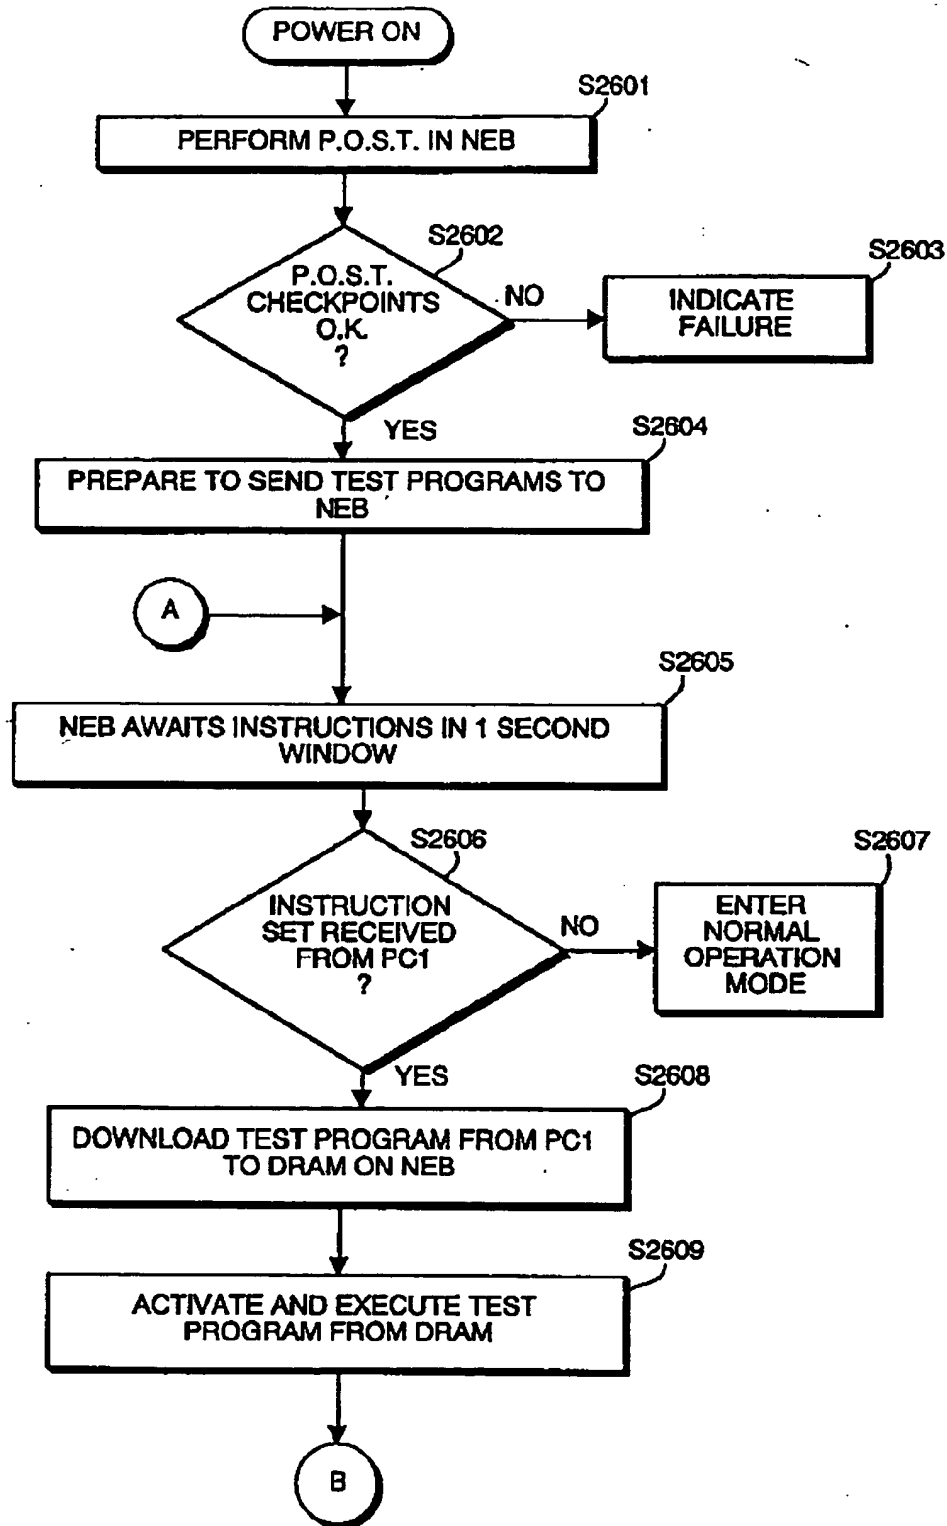 POWER ON
S2601
PERFORM P.O.S.T. IN NEB
S2602
P.O.S.T.
CHECKPOINTS
O.K.
?
NO
S2603
INDICATE
FAILURE
YES
S2604
PREPARE TO SEND TEST PROGRAMS TO
NEB
A
S2605
NEB AWAITS INSTRUCTIONS IN 1 SECOND
WINDOW
S2606
INSTRUCTION
SET RECEIVED
FROM PC1
?
NO
S2607
ENTER
NORMAL
OPERATION
MODE
YES
S2608
DOWNLOAD TEST PROGRAM FROM PC1
TO DRAM ON NEB
S2609
ACTIVATE AND EXECUTE TEST
PROGRAM FROM DRAM
B